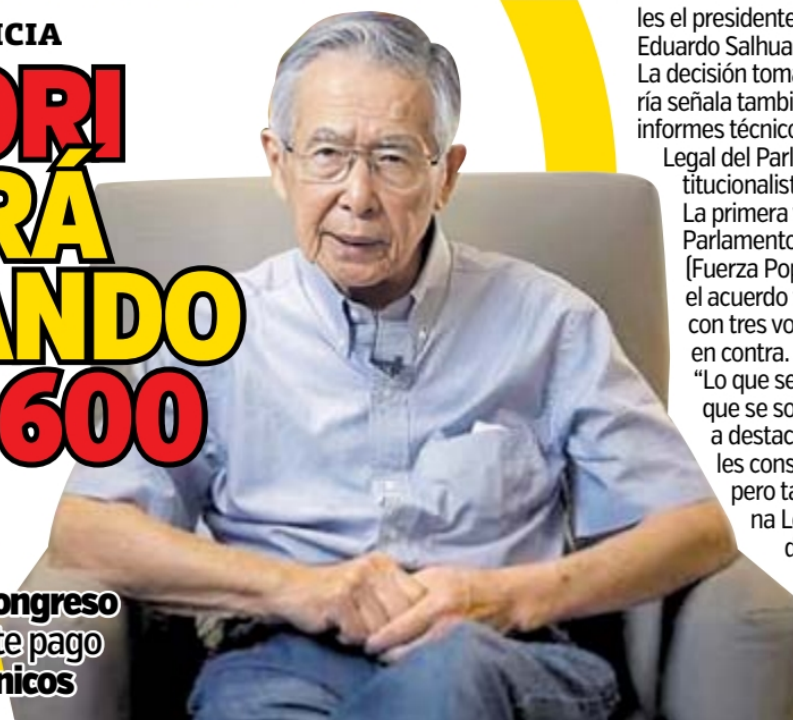 ICIA
ORI
RÁ
ANDO
600
ongreso
te pago
nicos
les el presidente
Eduardo Salhua
La decisión toma
ría señala tambi
informes técnico
Legal del Parl
titucionalist
La primera
Parlamento
(Fuerza Pop
el acuerdo
con tres vo
en contra.
“Lo que se
que se so
a destac
les cons
pero ta
na L